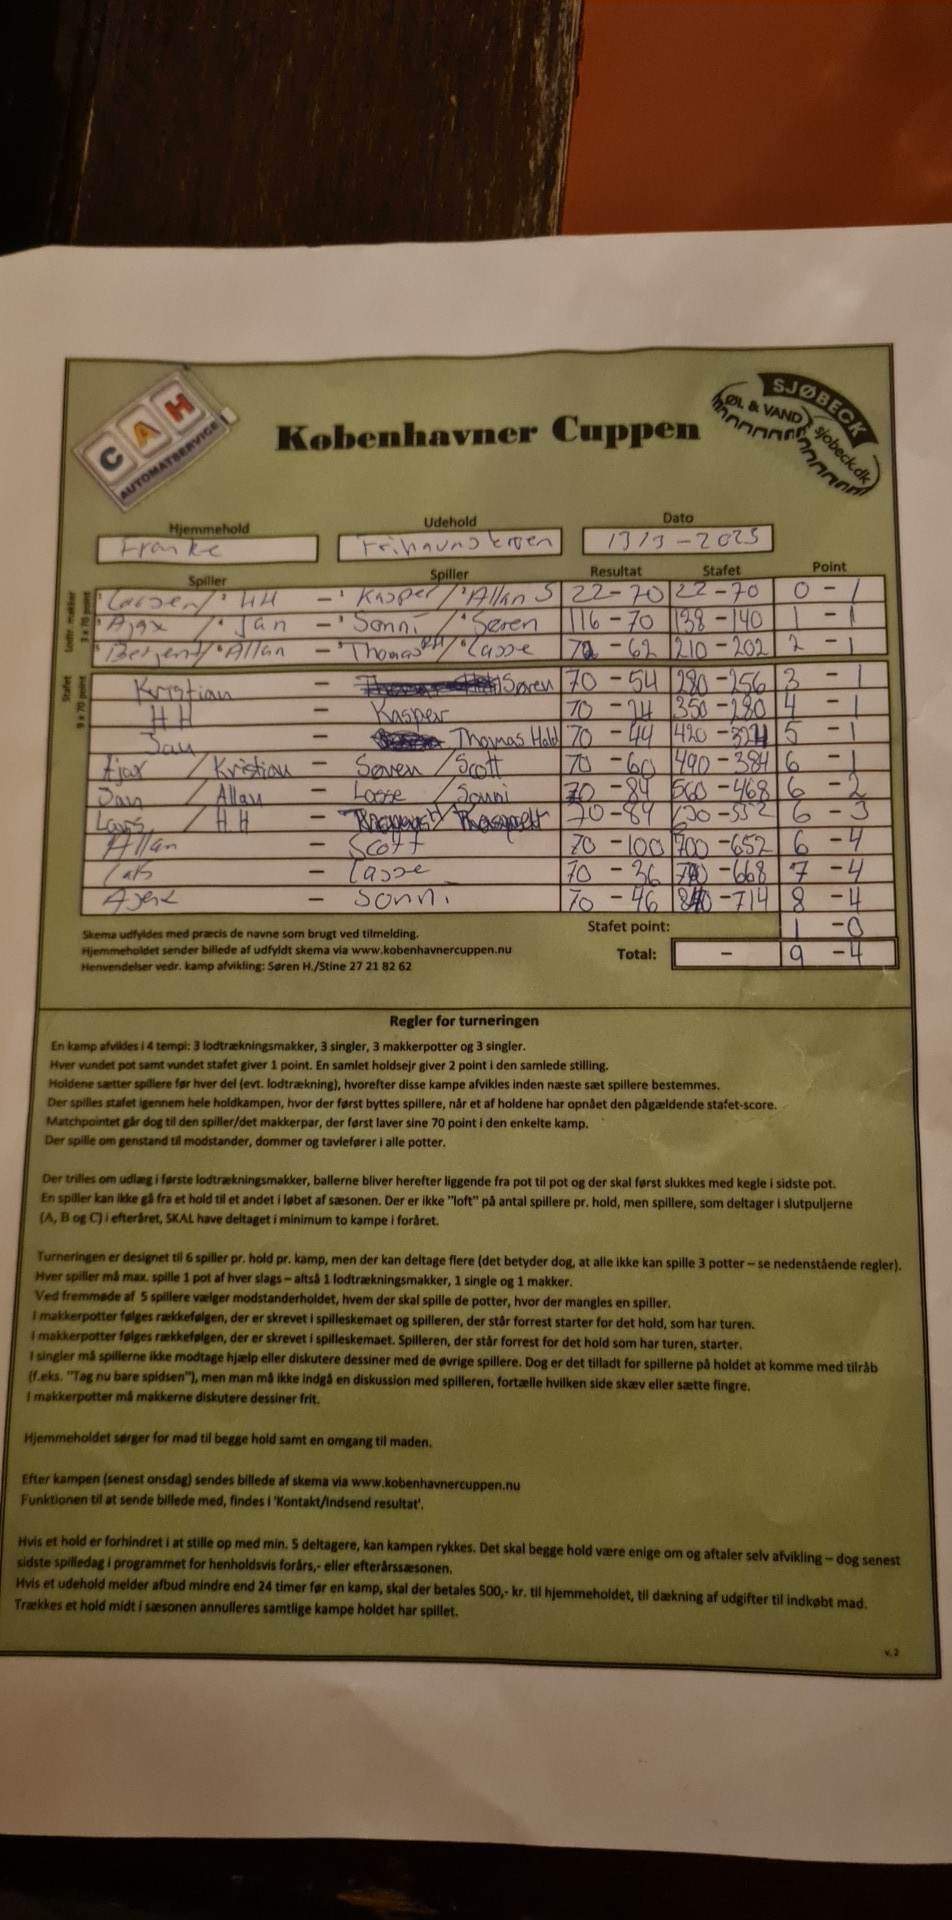 CAH
AUTOMATSERVICE
Københavner Cuppen
SJØBECK
ØL & VAND
sjobeck.dk
Hjemmehold Udehold Dato
Franke Frihavnskroen 13/3-2025
Spiller Spiller Resultat Stafet Point
Lodtr. makker
3 x 70 point
Larsen / HH - Kasper / Allan S 22-70 22-70 0-1
Ajax / Jan - Sonni / Søren 116-70 138-140 1-1
Betjent / Allan - Thomas H / Lasse 72-62 210-202 2-1
Stafet
9 x 70 point
Kristian - Søren 70-54 280-256 3-1
HH - Kasper 70-24 350-280 4-1
Jan - Thomas Hald 70-44 420-324 5-1
Ajax / Kristian - Søren / Scott 70-60 490-384 6-1
Jan / Allan - Lasse / Sonni 70-84 560-468 6-2
Lars / HH - 70-84 630-552 6-3
Allan - Scott 70-100 700-652 6-4
Lars - Lasse 70-36 770-668 7-4
Ajax - Sonni 70-46 840-714 8-4
Stafet point: 1-0
Total: - 9-4
Skema udfyldes med præcis de navne som brugt ved tilmelding.
Hjemmeholdet sender billede af udfyldt skema via www.kobenhavnercuppen.nu
Henvendelser vedr. kamp afvikling: Søren H./Stine 27 21 82 62
Regler for turneringen
En kamp afvikles i 4 tempi: 3 lodtrækningsmakker, 3 singler, 3 makkerpotter og 3 singler.
Hver vundet pot samt vundet stafet giver 1 point. En samlet holdsejr giver 2 point i den samlede stilling.
Holdene sætter spillere før hver del (evt. lodtrækning), hvorefter disse kampe afvikles inden næste sæt spillere bestemmes.
Der spilles stafet igennem hele holdkampen, hvor der først byttes spillere, når et af holdene har opnået den pågældende stafet-score.
Matchpointet går dog til den spiller/det makkerpar, der først laver sine 70 point i den enkelte kamp.
Der spille om genstand til modstander, dommer og tavlefører i alle potter.
Der trilles om udlæg i første lodtrækningsmakker, ballerne bliver herefter liggende fra pot til pot og der skal først slukkes med kegle i sidste pot.
En spiller kan ikke gå fra et hold til et andet i løbet af sæsonen. Der er ikke "loft" på antal spillere pr. hold, men spillere, som deltager i slutpuljerne
(A, B og C) i efteråret, SKAL have deltaget i minimum to kampe i foråret.
Turneringen er designet til 6 spiller pr. hold pr. kamp, men der kan deltage flere (det betyder dog, at alle ikke kan spille 3 potter – se nedenstående regler).
Hver spiller må max. spille 1 pot af hver slags – altså 1 lodtrækningsmakker, 1 single og 1 makker.
Ved fremmøde af 5 spillere vælger modstanderholdet, hvem der skal spille de potter, hvor der mangles en spiller.
I makkerpotter følges rækkefølgen, der er skrevet i spilleskemaet og spilleren, der står forrest starter for det hold, som har turen.
I makkerpotter følges rækkefølgen, der er skrevet i spilleskemaet. Spilleren, der står forrest for det hold som har turen, starter.
I singler må spillerne ikke modtage hjælp eller diskutere dessiner med de øvrige spillere. Dog er det tilladt for spillerne på holdet at komme med tilråb
(f.eks. "Tag nu bare spidsen"), men man må ikke indgå en diskussion med spilleren, fortælle hvilken side skæv eller sætte fingre.
I makkerpotter må makkerne diskutere dessiner frit.
Hjemmeholdet sørger for mad til begge hold samt en omgang til maden.
Efter kampen (senest onsdag) sendes billede af skema via www.kobenhavnercuppen.nu
Funktionen til at sende billede med, findes i 'Kontakt/Indsend resultat'.
Hvis et hold er forhindret i at stille op med min. 5 deltagere, kan kampen rykkes. Det skal begge hold være enige om og aftaler selv afvikling – dog senest
sidste spilledag i programmet for henholdsvis forårs,- eller efterårssæsonen.
Hvis et udehold melder afbud mindre end 24 timer før en kamp, skal der betales 500,- kr. til hjemmeholdet, til dækning af udgifter til indkøbt mad.
Trækkes et hold midt i sæsonen annulleres samtlige kampe holdet har spillet.
v. 2